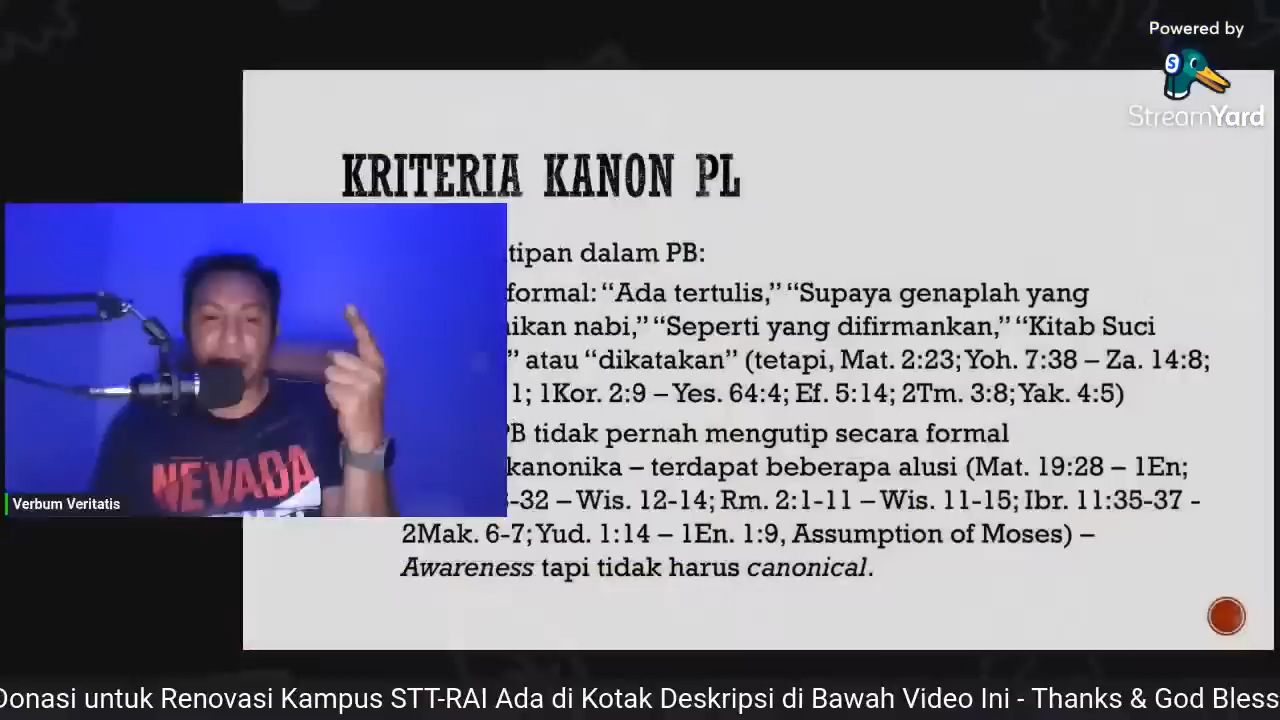 Powered by
StreamYard
KRITERIA KANON PL
tipan dalam PB:
formal: “Ada tertulis,” “Supaya genaplah yang
ikan nabi,” “Seperti yang difirmankan,” “Kitab Suci
” atau “dikatakan” (tetapi, Mat. 2:23; Yoh. 7:38 – Za. 14:8;
1; 1Kor. 2:9 – Yes. 64:4; Ef. 5:14; 2Tm. 3:8; Yak. 4:5)
PB tidak pernah mengutip secara formal
kanonika – terdapat beberapa alusi (Mat. 19:28 – 1En;
-32 – Wis. 12-14; Rm. 2:1-11 – Wis. 11-15; Ibr. 11:35-37 -
2Mak. 6-7; Yud. 1:14 – 1En. 1:9, Assumption of Moses) –
Awareness tapi tidak harus canonical.
NEVADA
Verbum Veritatis
Donasi untuk Renovasi Kampus STT-RAI Ada di Kotak Deskripsi di Bawah Video Ini - Thanks & God Bless